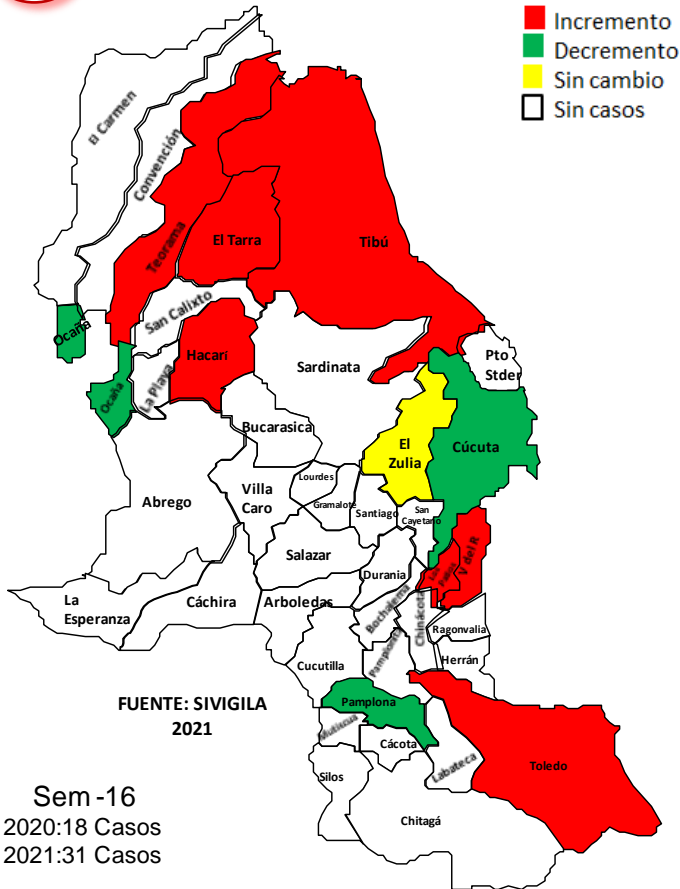 Incremento
Decremento
Sin cambio
Sin casos
El Carmen
Convención
Teorama
El Tarra
Tibú
San Calixto
Ocaña
Hacarí
La Playa
Ocaña
Sardinata
Pto
Stder
Bucarasica
El
Zulia
Cúcuta
Abrego
Villa
Caro
Lourdes
Gramalote
Santiago
San
Cayetano
Salazar
Durania
Los
Patios
V del R
La
Esperanza
Cáchira
Arboledas
Bochalema
Chinácota
Ragonvalia
Pamplonita
Herrán
Cucutilla
Pamplona
Mutiscua
Cácota
Labateca
Toledo
Silos
Chitagá
FUENTE: SIVIGILA
2021
Sem -16
2020:18 Casos
2021:31 Casos